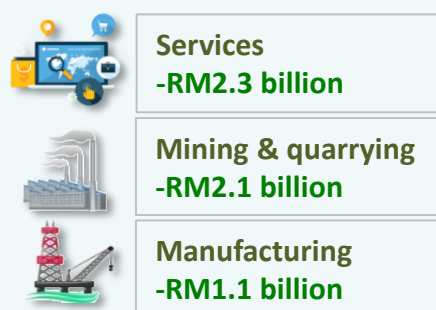 Services
-RM2.3 billion
Mining & quarrying
-RM2.1 billion
Manufacturing
-RM1.1 billion